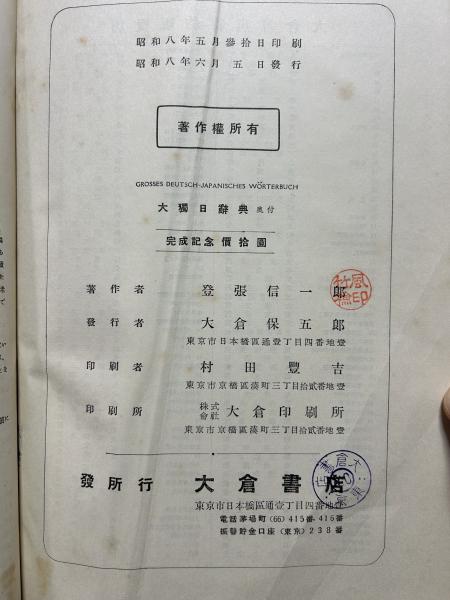 昭和八年五月參拾日印刷
昭和八年六月五日發行
著作權所有
GROSSES DEUTSCH-JAPANISCHES WÖRTERBUCH
大獨日辭典 奥付
完成記念價拾圓
著作者 登張信一郎
發行者 大倉保五郎
東京市日本橋區通壹丁目四番地壹
印刷者 村田豐吉
東京市京橋區湊町三丁目拾貳番地壹
印刷所 株式會社 大倉印刷所
東京市京橋區湊町三丁目拾貳番地壹
發所行 大倉書店
東京市日本橋區通壹丁目四番地壹
電話茅場町 (66) 415番・416番
振替貯金口座 (東京) 238番